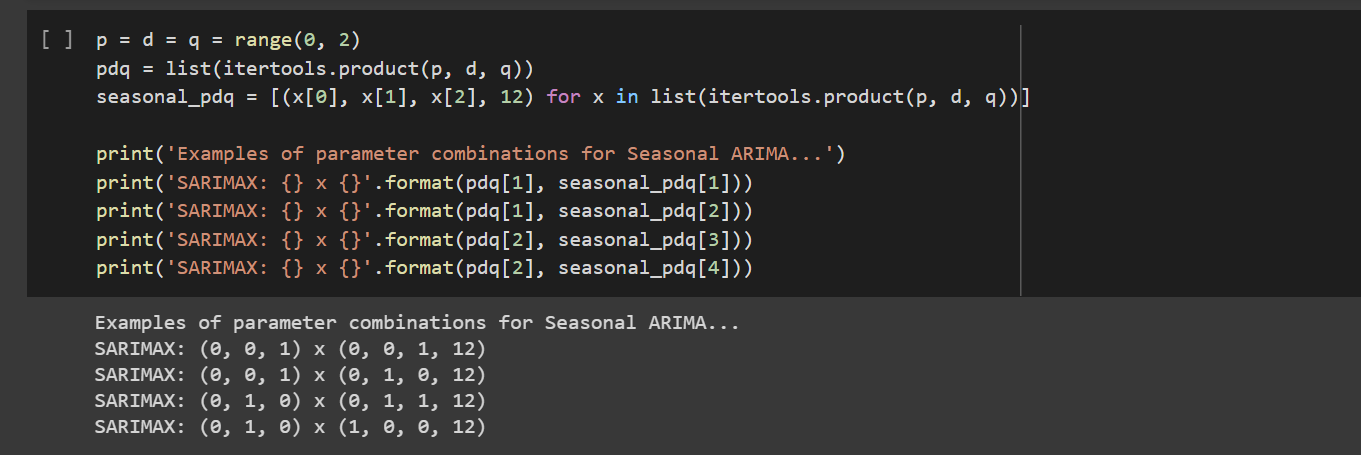 [ ] p = d = q = range(0, 2)
pdq = list(itertools.product(p, d, q))
seasonal_pdq = [(x[0], x[1], x[2], 12) for x in list(itertools.product(p, d, q))]
print('Examples of parameter combinations for Seasonal ARIMA...')
print('SARIMAX: {} x {}'.format(pdq[1], seasonal_pdq[1]))
print('SARIMAX: {} x {}'.format(pdq[1], seasonal_pdq[2]))
print('SARIMAX: {} x {}'.format(pdq[2], seasonal_pdq[3]))
print('SARIMAX: {} x {}'.format(pdq[2], seasonal_pdq[4]))
Examples of parameter combinations for Seasonal ARIMA...
SARIMAX: (0, 0, 1) x (0, 0, 1, 12)
SARIMAX: (0, 0, 1) x (0, 1, 0, 12)
SARIMAX: (0, 1, 0) x (0, 1, 1, 12)
SARIMAX: (0, 1, 0) x (1, 0, 0, 12)